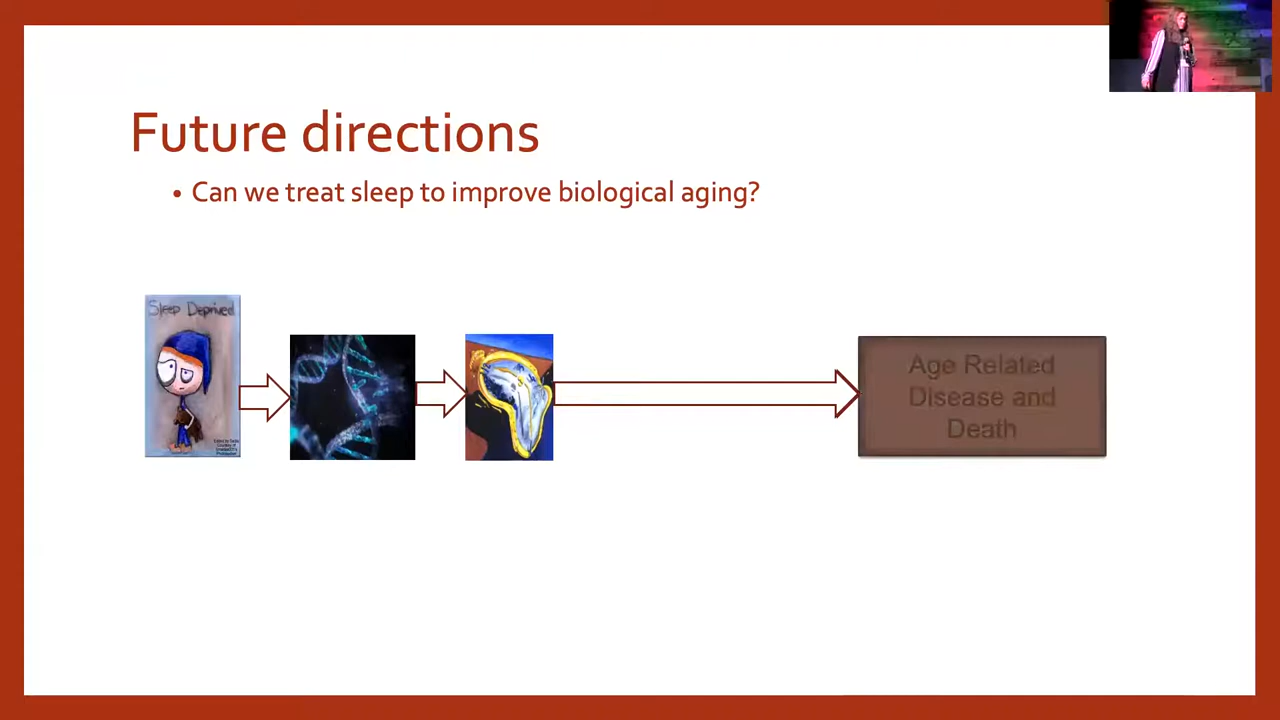 Future directions
• Can we treat sleep to improve biological aging?
Sleep Deprived
Age Related
Disease and
Death